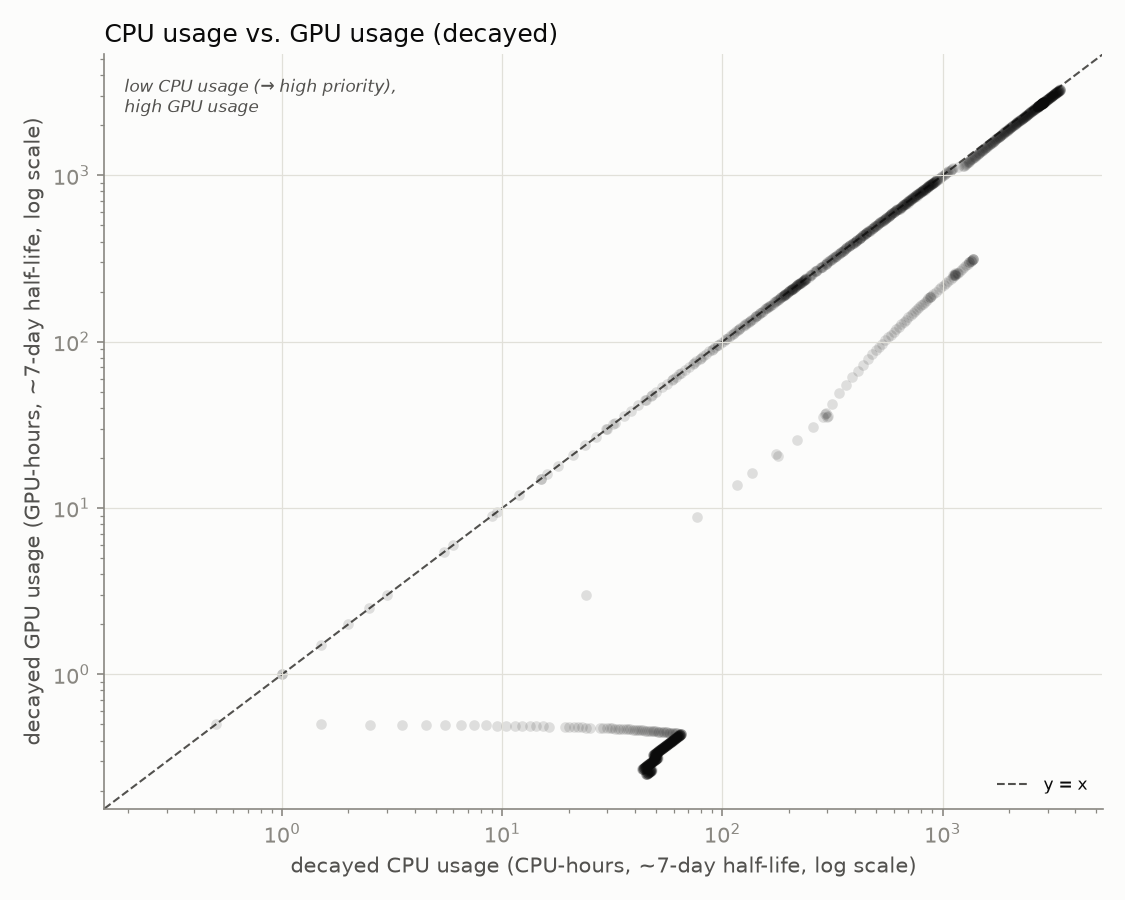 CPU usage vs. GPU usage (decayed)
low CPU usage (→ high priority),
high GPU usage
decayed GPU usage (GPU-hours, ~7-day half-life, log scale)
10³
10²
10¹
10⁰
y = x
10⁰ 10¹ 10² 10³
decayed CPU usage (CPU-hours, ~7-day half-life, log scale)